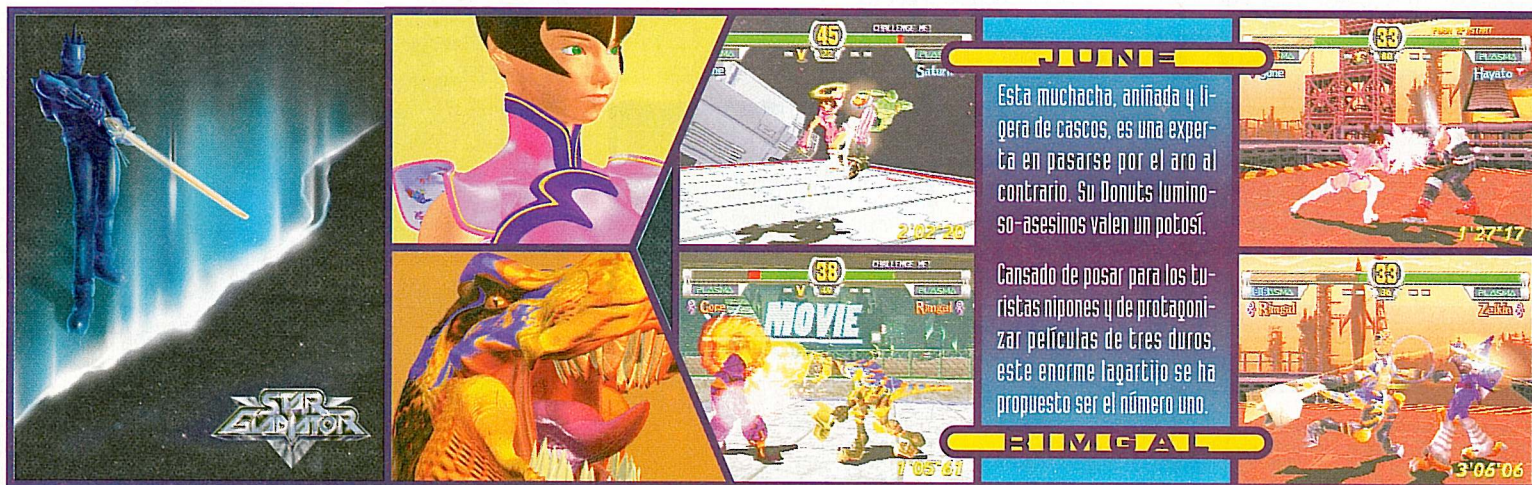 STAR
GLADIATOR
45
CHALLENGE ME!
22
PLASMA
Saturn
2'02"20
38
CHALLENGE ME!
PLASMA
PLASMA
Gore
Rimgal
MOVIE
1'05"61
JUNE
Esta muchacha, aniñada y li-
gera de cascos, es una exper-
ta en pasarse por el aro al
contrario. Su Donuts lumino-
so-asesinos valen un potosí.
Cansado de posar para los tu-
ristas nipones y de protagoni-
zar películas de tres duros,
este enorme lagartijo se ha
propuesto ser el número uno.
RIMGAL
33
PLASMA
Hayato
1'27"17
33
PLASMA
Rimgal
Zelkin
3'06"06